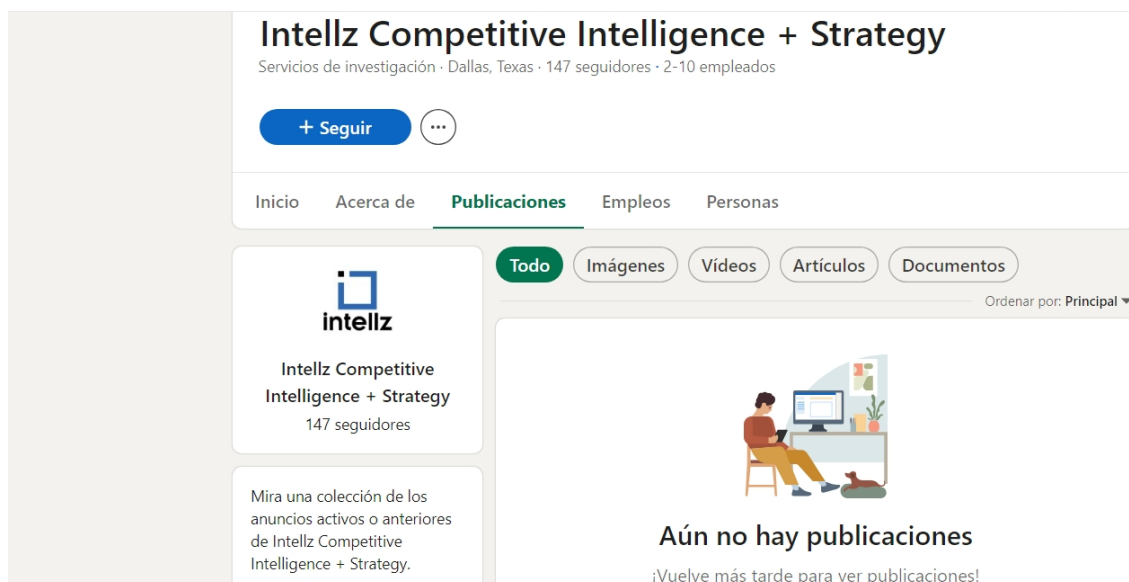 Intellz Competitive Intelligence + Strategy
Servicios de investigación · Dallas, Texas · 147 seguidores · 2-10 empleados
+ Seguir
Inicio Acerca de Publicaciones Empleos Personas
Todo Imágenes Vídeos Artículos Documentos
Ordenar por: Principal
intellz
Intellz Competitive
Intelligence + Strategy
147 seguidores
Mira una colección de los
anuncios activos o anteriores
de Intellz Competitive
Intelligence + Strategy.
Aún no hay publicaciones
¡Vuelve más tarde para ver publicaciones!